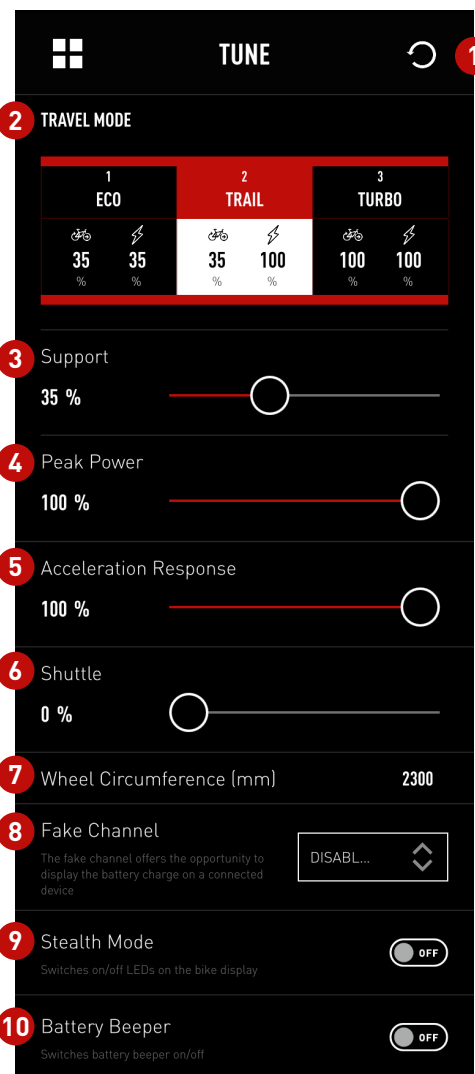 TUNE
1
2 TRAVEL MODE
1 2 3
ECO TRAIL TURBO
35 35 35 100 100 100
% % % % % %
3 Support
35 %
4 Peak Power
100 %
5 Acceleration Response
100 %
6 Shuttle
0 %
7 Wheel Circumference (mm) 2300
8 Fake Channel
The fake channel offers the opportunity to
display the battery charge on a connected
device
DISABL...
9 Stealth Mode
Switches on/off LEDs on the bike display
OFF
10 Battery Beeper
Switches battery beeper on/off
OFF